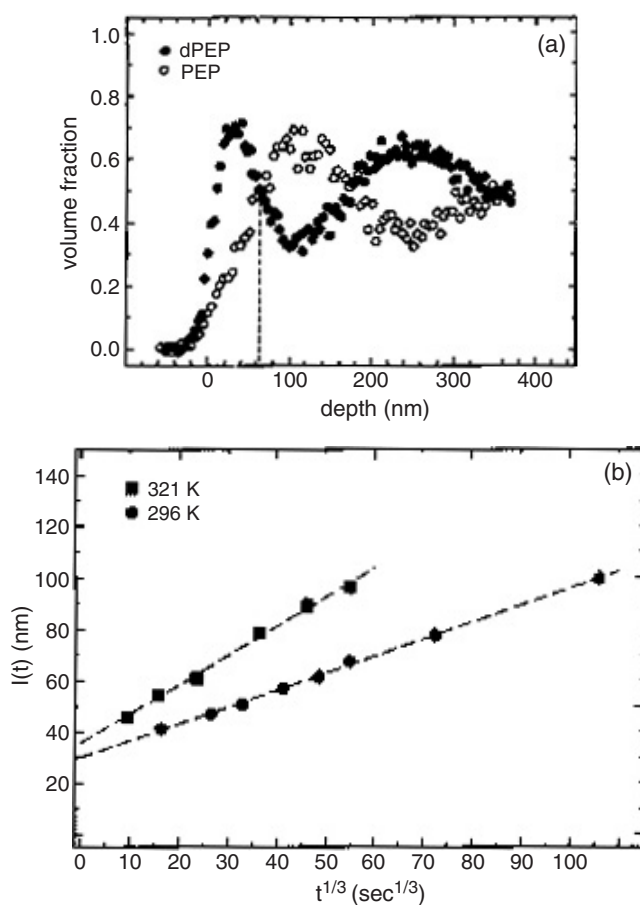 1.0
0.8
0.6
0.4
0.2
0.0
volume fraction
dPEP
PEP
(a)
0 100 200 300 400
depth (nm)
140
120
100
80
60
40
20
l(t) (nm)
321 K
296 K
(b)
0 10 20 30 40 50 60 70 80 90 100
t^1/3 (sec^1/3)